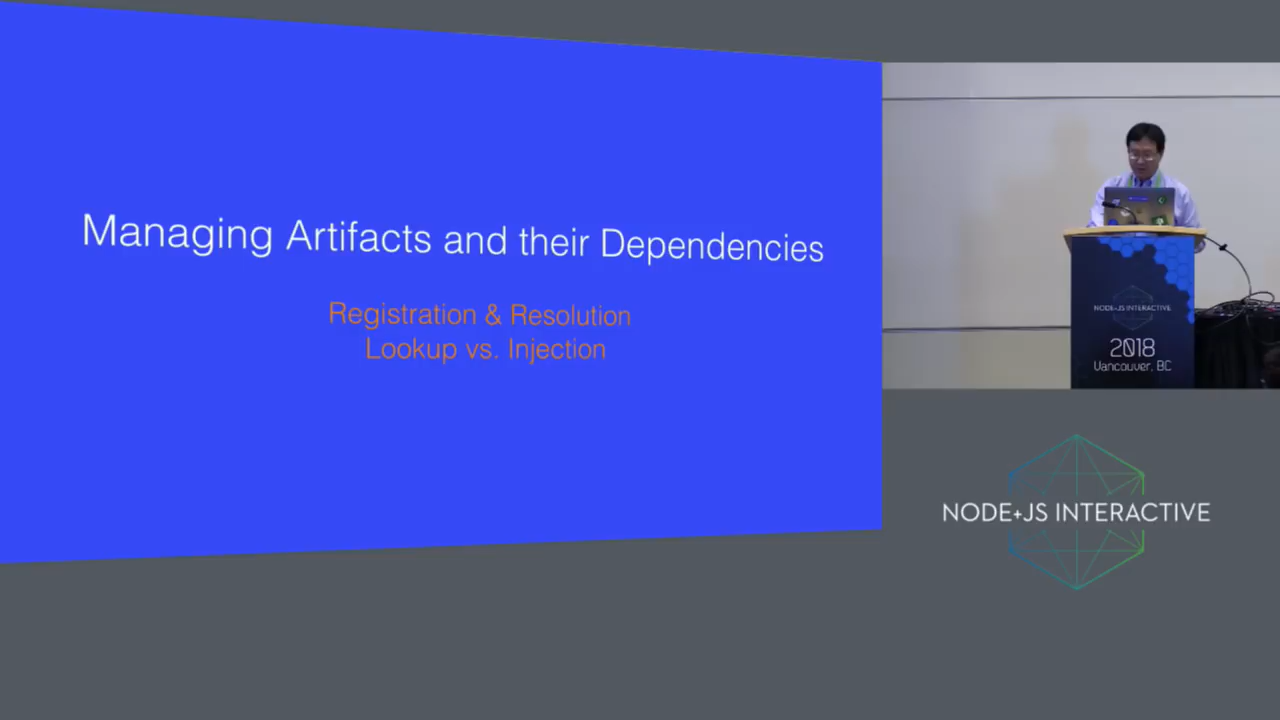 Managing Artifacts and their Dependencies
Registration & Resolution
Lookup vs. Injection
NODE+JS INTERACTIVE
2018
Vancouver, BC
NODE+JS INTERACTIVE